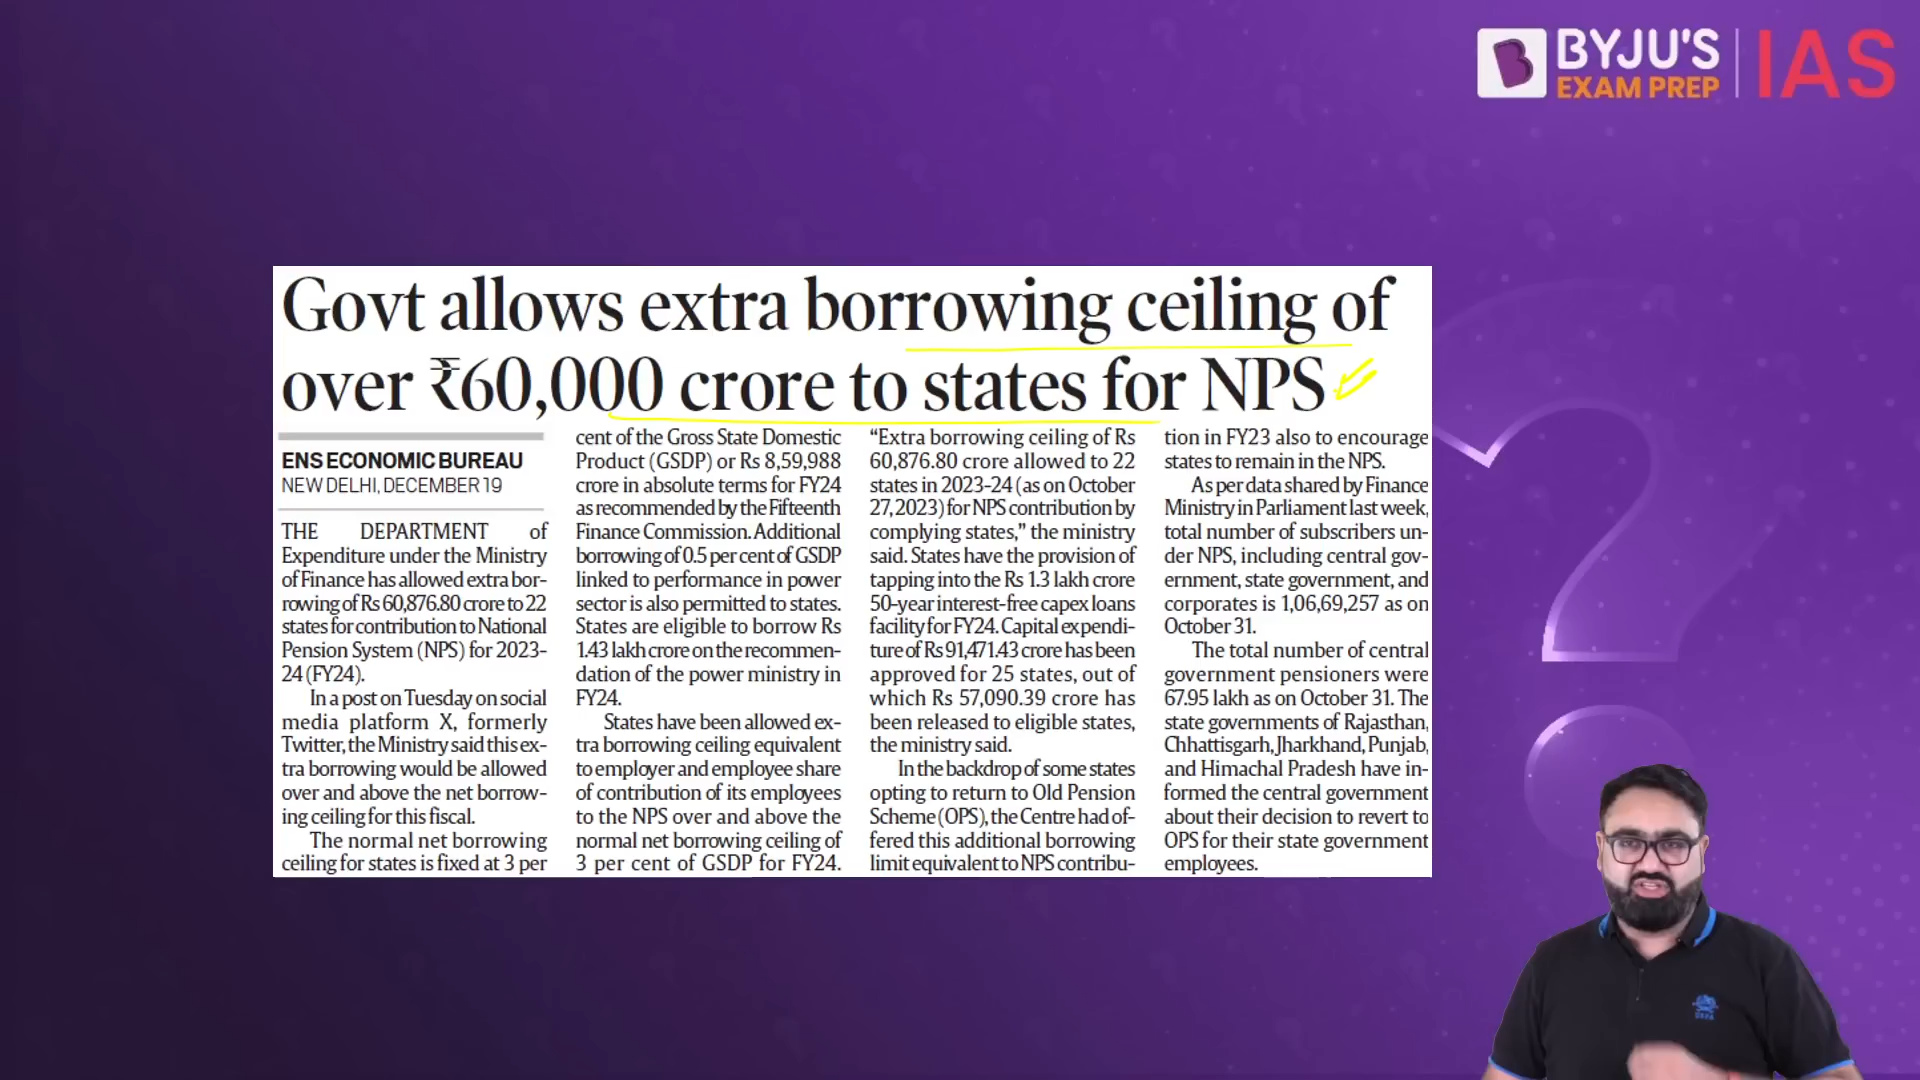 BYJU'S
EXAM PREP
IAS
Govt allows extra borrowing ceiling of
over ₹60,000 crore to states for NPS
ENS ECONOMIC BUREAU
NEW DELHI, DECEMBER 19
THE DEPARTMENT of
Expenditure under the Ministry
of Finance has allowed extra bor-
rowing of Rs 60,876.80 crore to 22
states for contribution to National
Pension System (NPS) for 2023-
24 (FY24).
In a post on Tuesday on social
media platform X, formerly
Twitter, the Ministry said this ex-
tra borrowing would be allowed
over and above the net borrow-
ing ceiling for this fiscal.
The normal net borrowing
ceiling for states is fixed at 3 per
cent of the Gross State Domestic
Product (GSDP) or Rs 8,59,988
crore in absolute terms for FY24
as recommended by the Fifteenth
Finance Commission. Additional
borrowing of 0.5 per cent of GSDP
linked to performance in power
sector is also permitted to states.
States are eligible to borrow Rs
1.43 lakh crore on the recommen-
dation of the power ministry in
FY24.
States have been allowed ex-
tra borrowing ceiling equivalent
to employer and employee share
of contribution of its employees
to the NPS over and above the
normal net borrowing ceiling of
3 per cent of GSDP for FY24.
“Extra borrowing ceiling of Rs
60,876.80 crore allowed to 22
states in 2023-24 (as on October
27, 2023) for NPS contribution by
complying states,” the ministry
said. States have the provision of
tapping into the Rs 1.3 lakh crore
50-year interest-free capex loans
facility for FY24. Capital expendi-
ture of Rs 91,471.43 crore has been
approved for 25 states, out of
which Rs 57,090.39 crore has
been released to eligible states,
the ministry said.
In the backdrop of some states
opting to return to Old Pension
Scheme (OPS), the Centre had of-
fered this additional borrowing
limit equivalent to NPS contribu-
tion in FY23 also to encourage
states to remain in the NPS.
As per data shared by Finance
Ministry in Parliament last week,
total number of subscribers un-
der NPS, including central gov-
ernment, state government, and
corporates is 1,06,69,257 as on
October 31.
The total number of central
government pensioners were
67.95 lakh as on October 31. The
state governments of Rajasthan,
Chhattisgarh, Jharkhand, Punjab,
and Himachal Pradesh have in-
formed the central government
about their decision to revert to
OPS for their state government
employees.